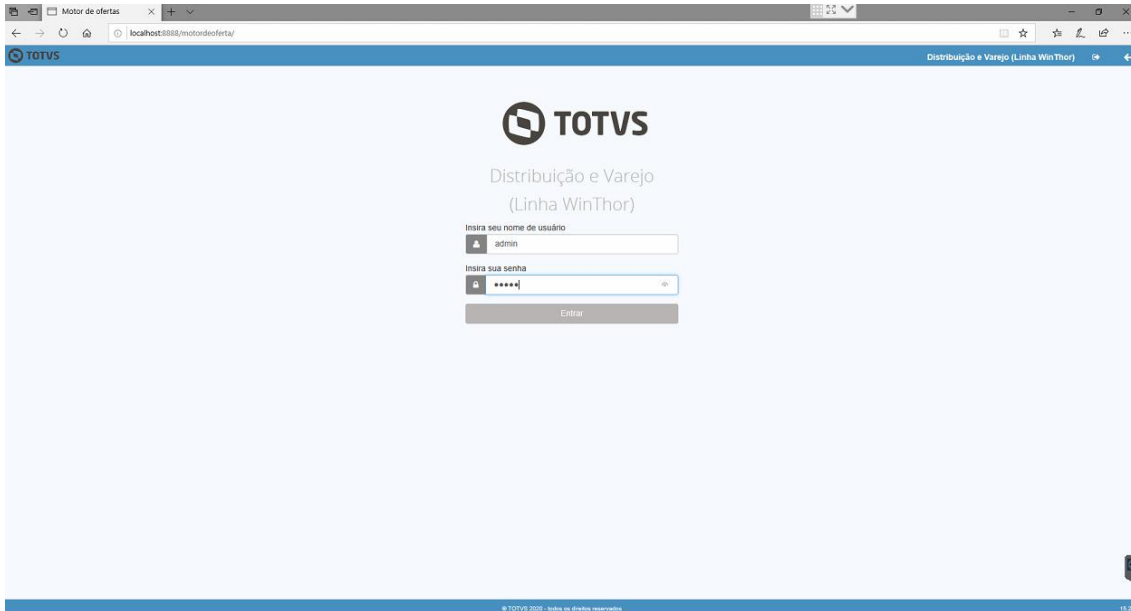 Motor de ofertas
localhost:8888/motordeoferta/
TOTVS
Distribuição e Varejo (Linha WinThor)
TOTVS
Distribuição e Varejo
(Linha WinThor)
Insira seu nome de usuário
admin
Insira sua senha
•••••
Entrar
© TOTVS 2020 - todos os direitos reservados